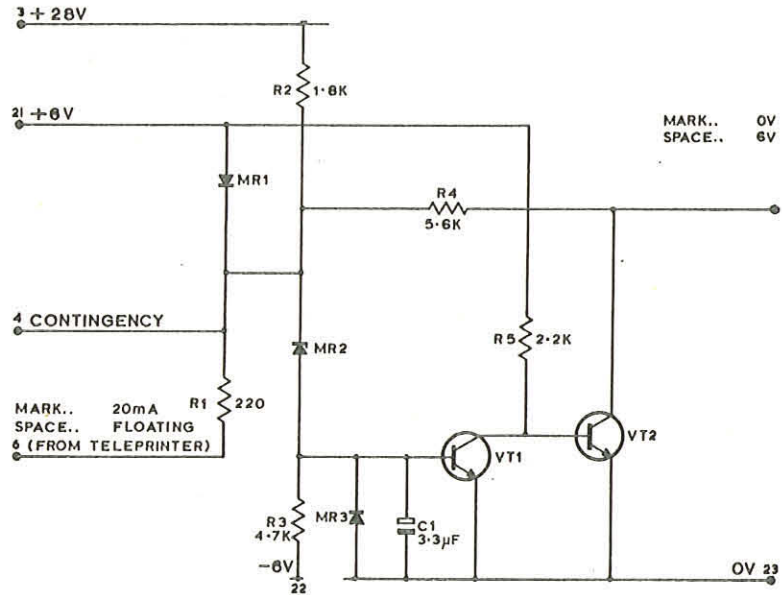 3 +28V
R2 1·8K
21 +6V
MARK.. 0V
SPACE.. 6V
MR1
R4
5·6K
4 CONTINGENCY
MR2
R5 2·2K
R1 220
MARK.. 20mA
SPACE.. FLOATING
6 (FROM TELEPRINTER)
VT1
VT2
R3
4·7K
MR3
C1
3·3µF
-6V
22
0V 23